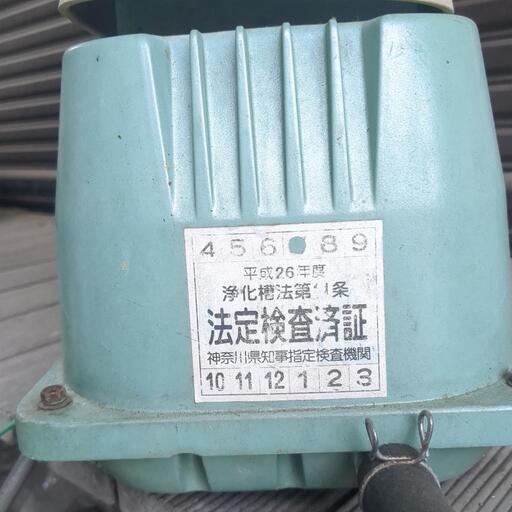 4 5 6 8 9
平成26年度
浄化槽法第11条
法定検査済証
神奈川県知事指定検査機関
10 11 12 1 2 3